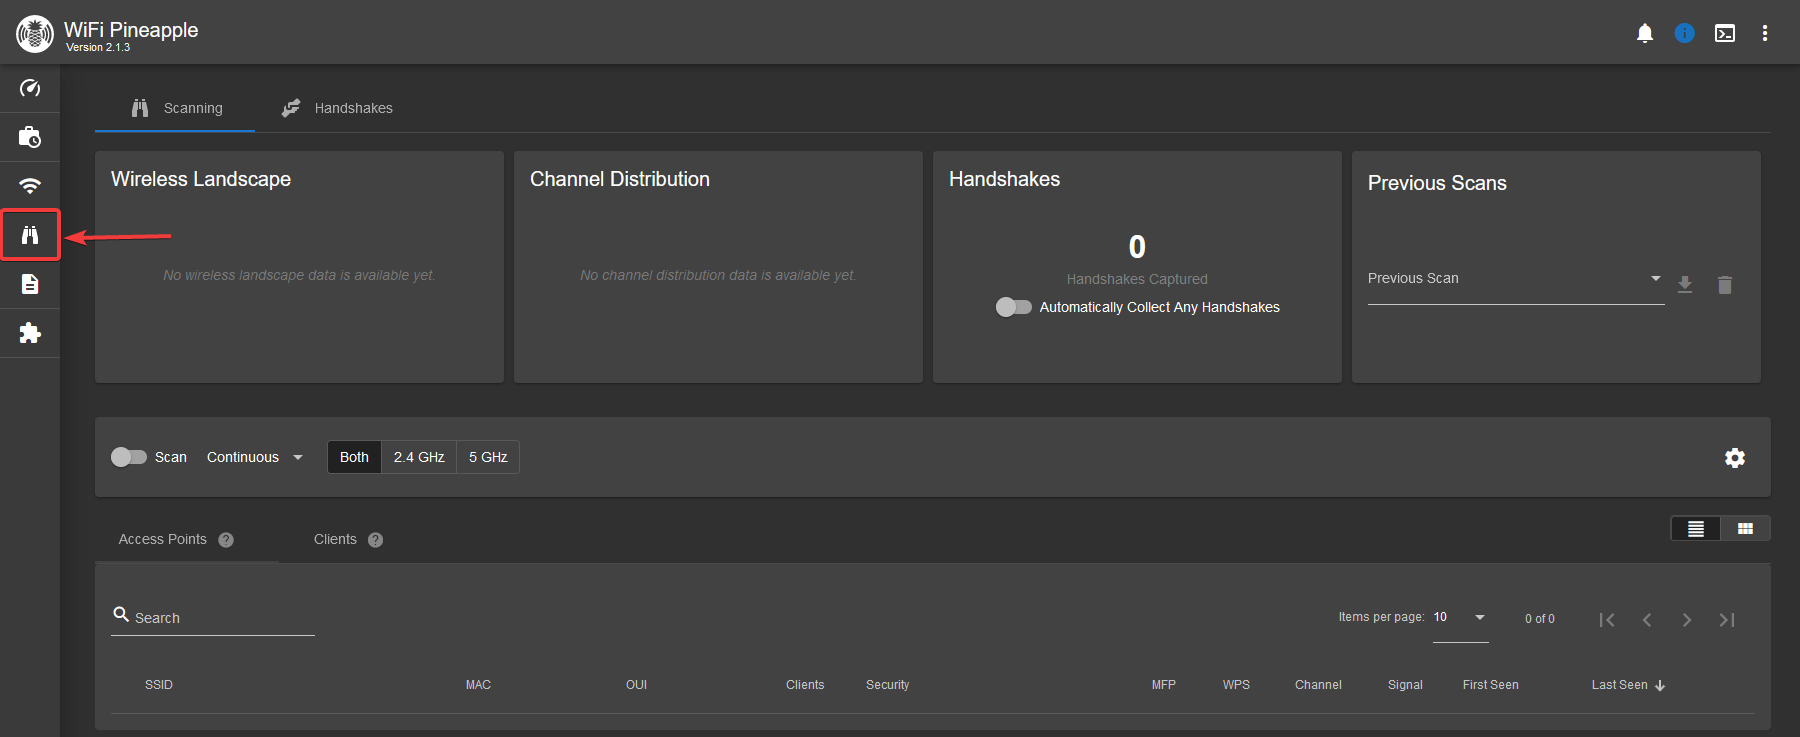 WiFi Pineapple
Version 2.1.3
Scanning
Handshakes
Wireless Landscape
No wireless landscape data is available yet.
Channel Distribution
No channel distribution data is available yet.
Handshakes
0
Handshakes Captured
Automatically Collect Any Handshakes
Previous Scans
Previous Scan
Scan Continuous Both 2.4 GHz 5 GHz
Access Points ? Clients ?
Search
Items per page: 10 0 of 0
SSID MAC OUI Clients Security MFP WPS Channel Signal First Seen Last Seen